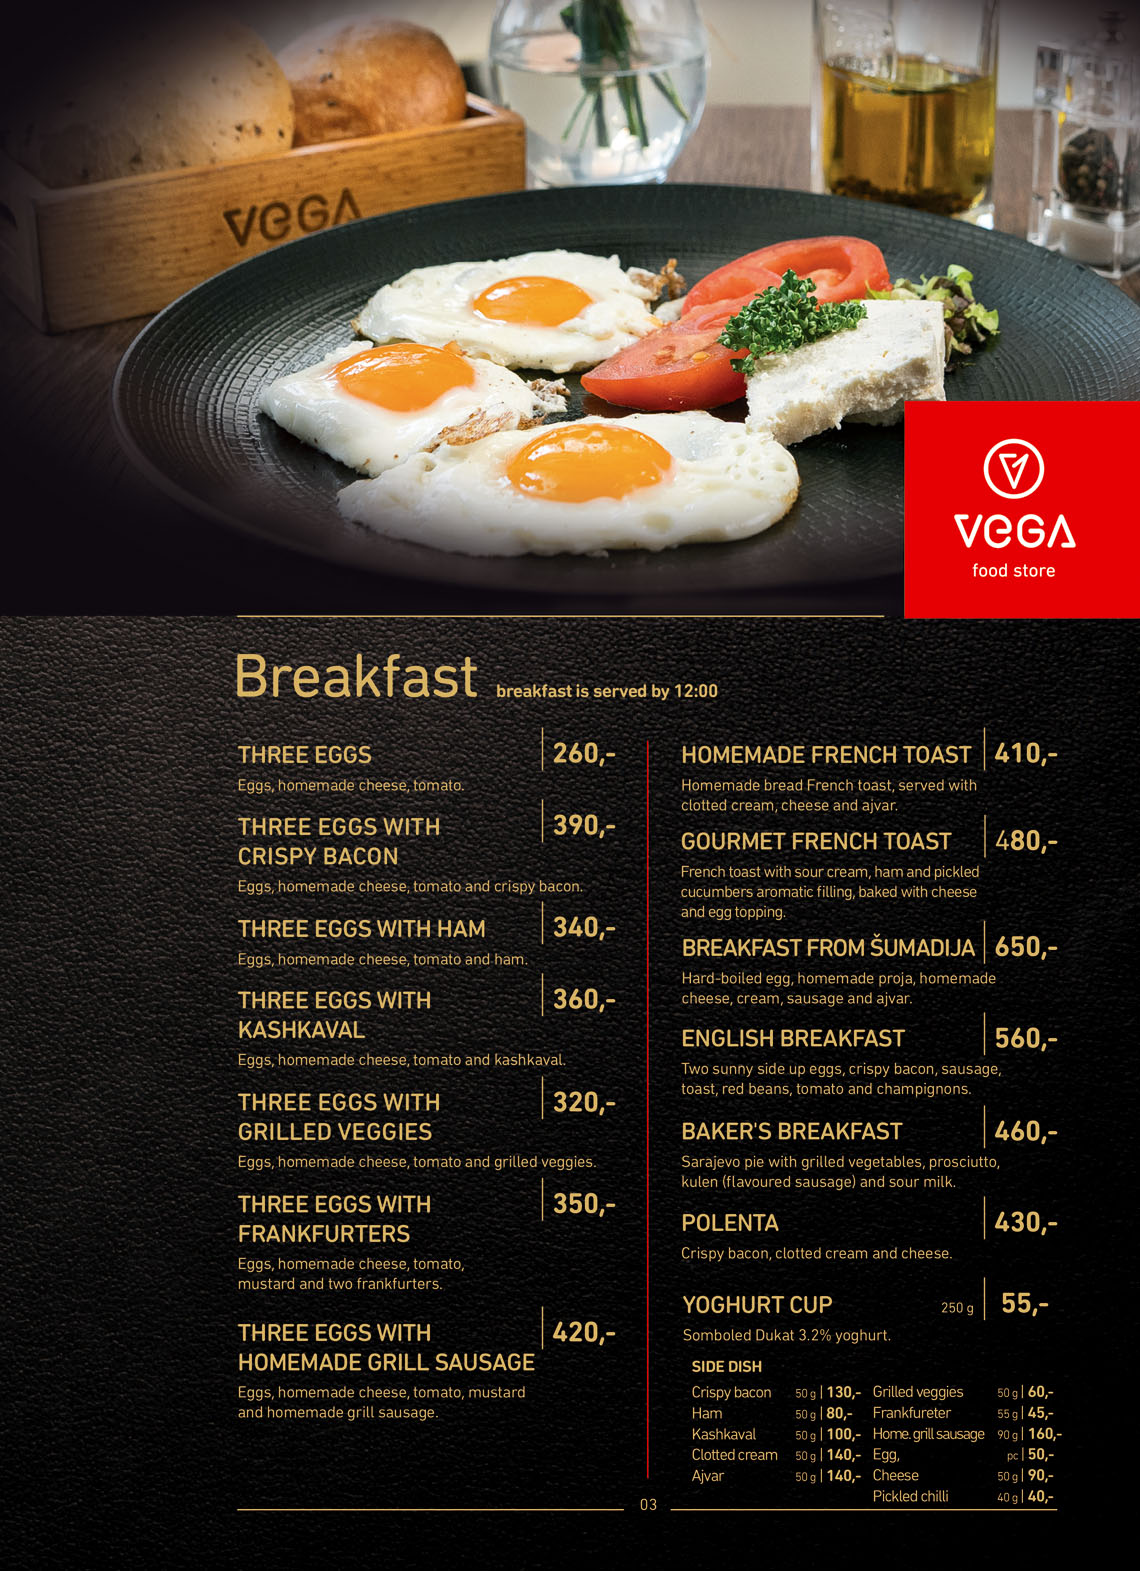 VEGA
VEGA
food store
Breakfast breakfast is served by 12:00
THREE EGGS 260,-
Eggs, homemade cheese, tomato.
THREE EGGS WITH 390,-
CRISPY BACON
Eggs, homemade cheese, tomato and crispy bacon.
THREE EGGS WITH HAM 340,-
Eggs, homemade cheese, tomato and ham.
THREE EGGS WITH 360,-
KASHKAVAL
Eggs, homemade cheese, tomato and kashkaval.
THREE EGGS WITH 320,-
GRILLED VEGGIES
Eggs, homemade cheese, tomato and grilled veggies.
THREE EGGS WITH 350,-
FRANKFURTERS
Eggs, homemade cheese, tomato,
mustard and two frankfurters.
THREE EGGS WITH 420,-
HOMEMADE GRILL SAUSAGE
Eggs, homemade cheese, tomato, mustard
and homemade grill sausage.
HOMEMADE FRENCH TOAST 410,-
Homemade bread French toast, served with
clotted cream, cheese and ajvar.
GOURMET FRENCH TOAST 480,-
French toast with sour cream, ham and pickled
cucumbers aromatic filling, baked with cheese
and egg topping.
BREAKFAST FROM ŠUMADIJA 650,-
Hard-boiled egg, homemade proja, homemade
cheese, cream, sausage and ajvar.
ENGLISH BREAKFAST 560,-
Two sunny side up eggs, crispy bacon, sausage,
toast, red beans, tomato and champignons.
BAKER'S BREAKFAST 460,-
Sarajevo pie with grilled vegetables, prosciutto,
kulen (flavoured sausage) and sour milk.
POLENTA 430,-
Crispy bacon, clotted cream and cheese.
YOGHURT CUP 250 g 55,-
Somboled Dukat 3.2% yoghurt.
SIDE DISH
Crispy bacon 50 g | 130,-
Ham 50 g | 80,-
Kashkaval 50 g | 100,-
Clotted cream 50 g | 140,-
Ajvar 50 g | 140,-
Grilled veggies 50 g | 60,-
Frankfureter 55 g | 45,-
Home. grill sausage 90 g | 160,-
Egg, pc | 50,-
Cheese 50 g | 90,-
Pickled chilli 40 g | 40,-
03